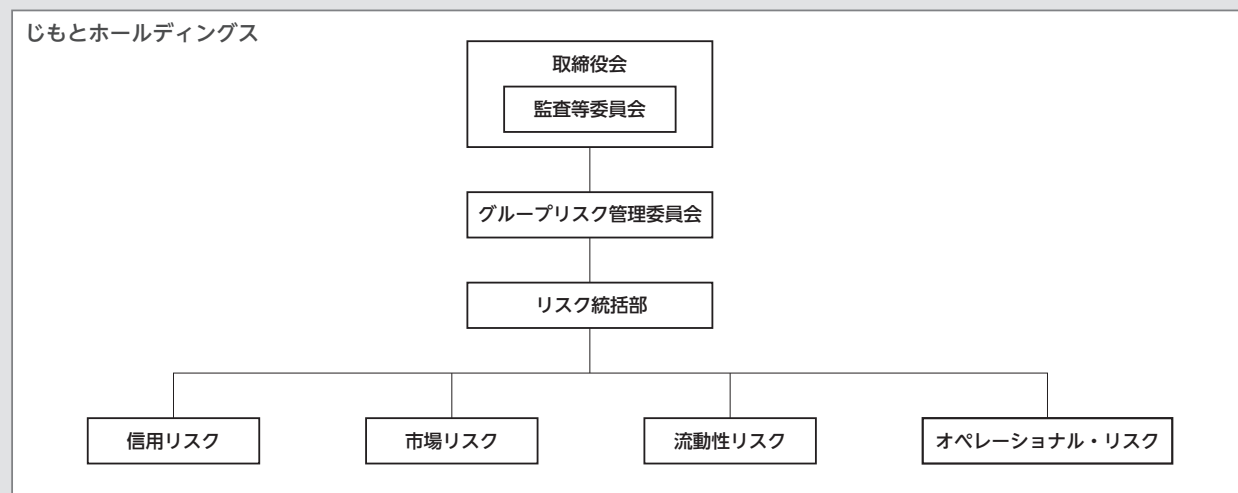 じもとホールディングス
取締役会
監査等委員会
グループリスク管理委員会
リスク統括部
信用リスク
市場リスク
流動性リスク
オペレーショナル・リスク